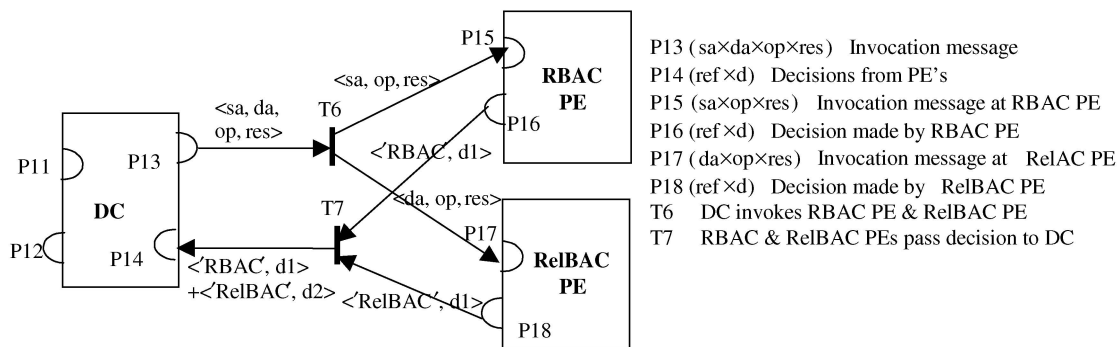 P15
RBAC
PE
P16
<sa, op, res>
<sa, da,
op, res>
T6
P11
P13
DC
P12
P14
<′RBAC′, d1>
<da, op, res>
T7
P17
RelBAC
PE
<′RBAC′, d1>
+<′RelBAC′, d2>
<′RelBAC′, d1>
P18
P13 (sa×da×op×res) Invocation message
P14 (ref×d) Decisions from PE's
P15 (sa×op×res) Invocation message at RBAC PE
P16 (ref×d) Decision made by RBAC PE
P17 (da×op×res) Invocation message at RelAC PE
P18 (ref×d) Decision made by RelBAC PE
T6 DC invokes RBAC PE & RelBAC PE
T7 RBAC & RelBAC PEs pass decision to DC